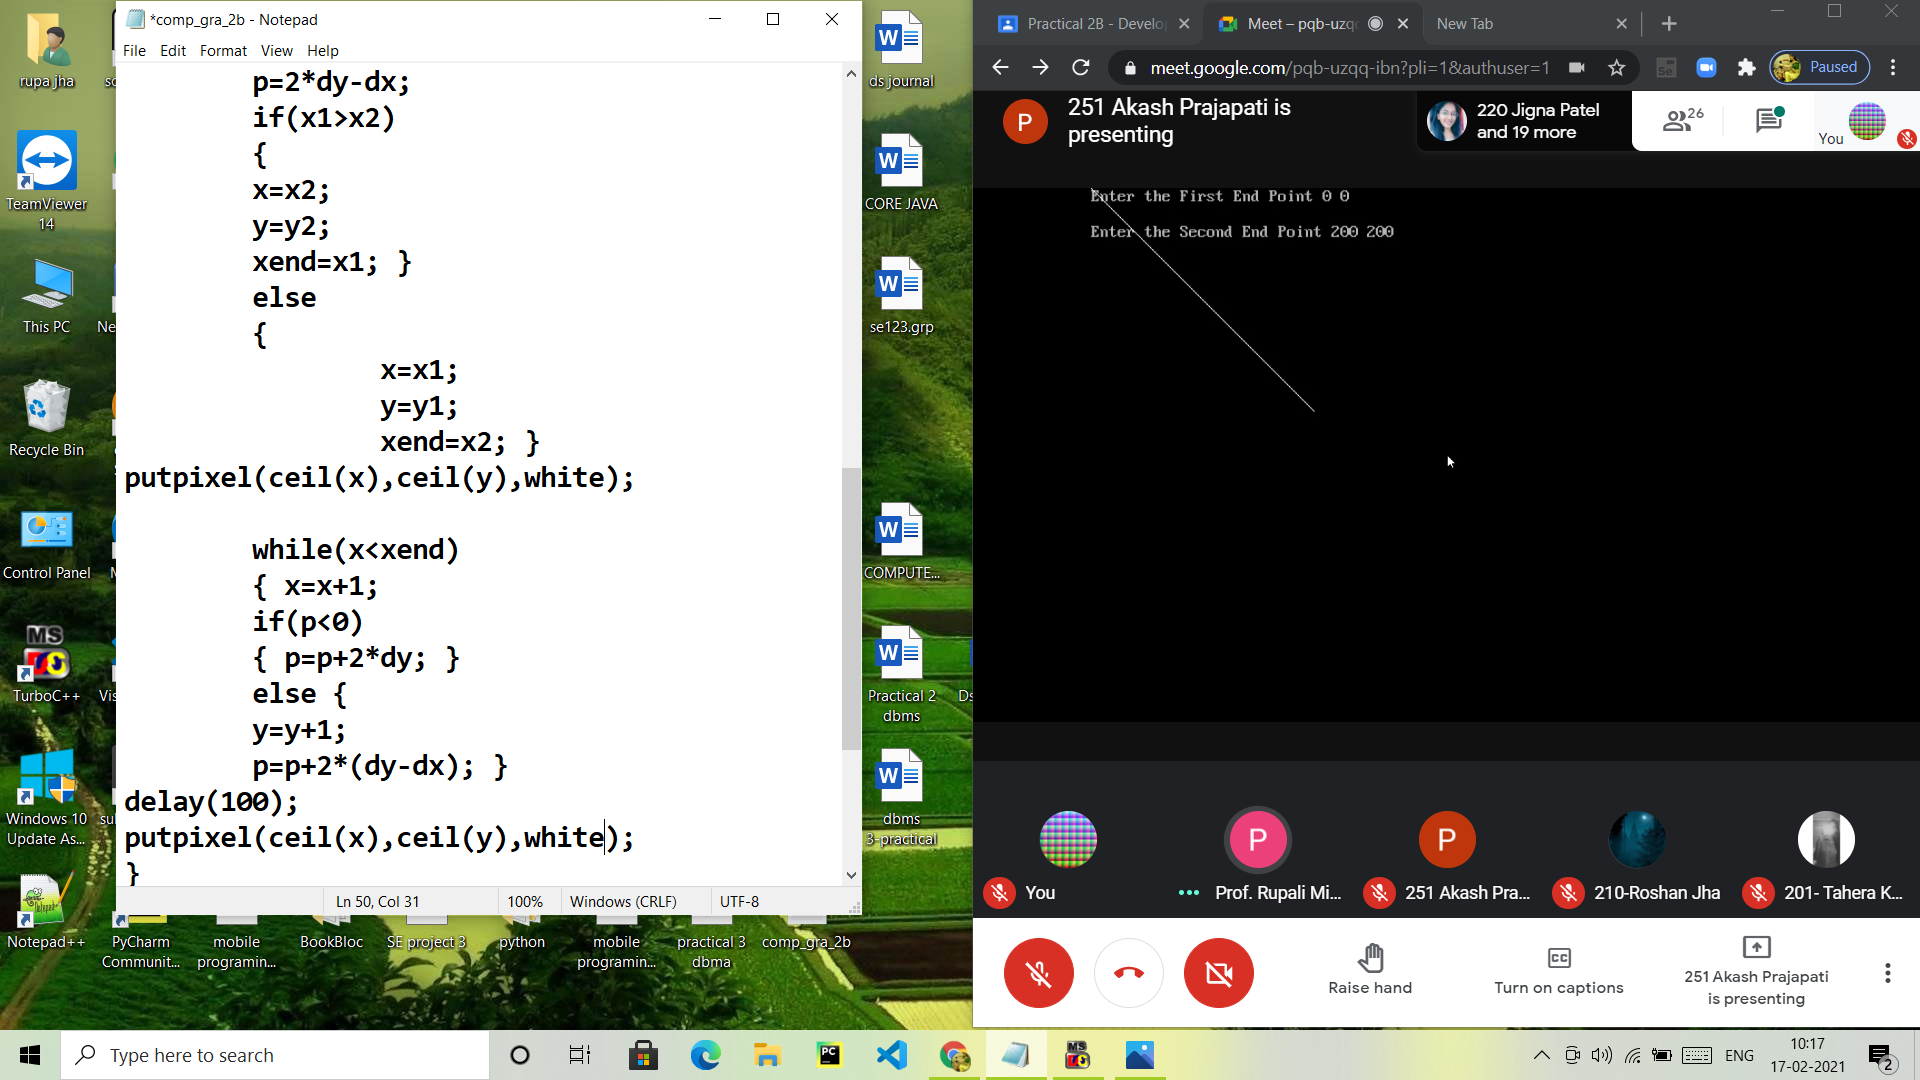 *comp_gra_2b - Notepad
File Edit Format View Help
p=2*dy-dx;
if(x1>x2)
{
x=x2;
y=y2;
xend=x1; }
else
{
x=x1;
y=y1;
xend=x2; }
putpixel(ceil(x),ceil(y),white);
while(x<xend)
{ x=x+1;
if(p<0)
{ p=p+2*dy; }
else {
y=y+1;
p=p+2*(dy-dx); }
delay(100);
putpixel(ceil(x),ceil(y),white);
}
Ln 50, Col 31 100% Windows (CRLF) UTF-8
rupa jha
TeamViewer
14
This PC
Recycle Bin
Control Panel
MS
TurboC++
Windows 10
Update As...
Notepad++
PyCharm
Communit...
mobile
programin...
BookBloc
SE project 3
python
mobile
programin...
practical 3
dbma
comp_gra_2b
ds journal
CORE JAVA
se123.grp
COMPUTE...
Practical 2
dbms
dbms
3-practical
Practical 2B - Develo
Meet – pqb-uzq
New Tab
meet.google.com/pqb-uzqq-ibn?pli=1&authuser=1
Paused
P
251 Akash Prajapati is
presenting
220 Jigna Patel
and 19 more
26
You
Enter the First End Point 0 0
Enter the Second End Point 200 200
P
P
You
Prof. Rupali Mi...
251 Akash Pra...
210-Roshan Jha
201- Tahera K...
Raise hand
CC
Turn on captions
251 Akash Prajapati
is presenting
Type here to search
PC
MS
ENG
10:17
17-02-2021
2